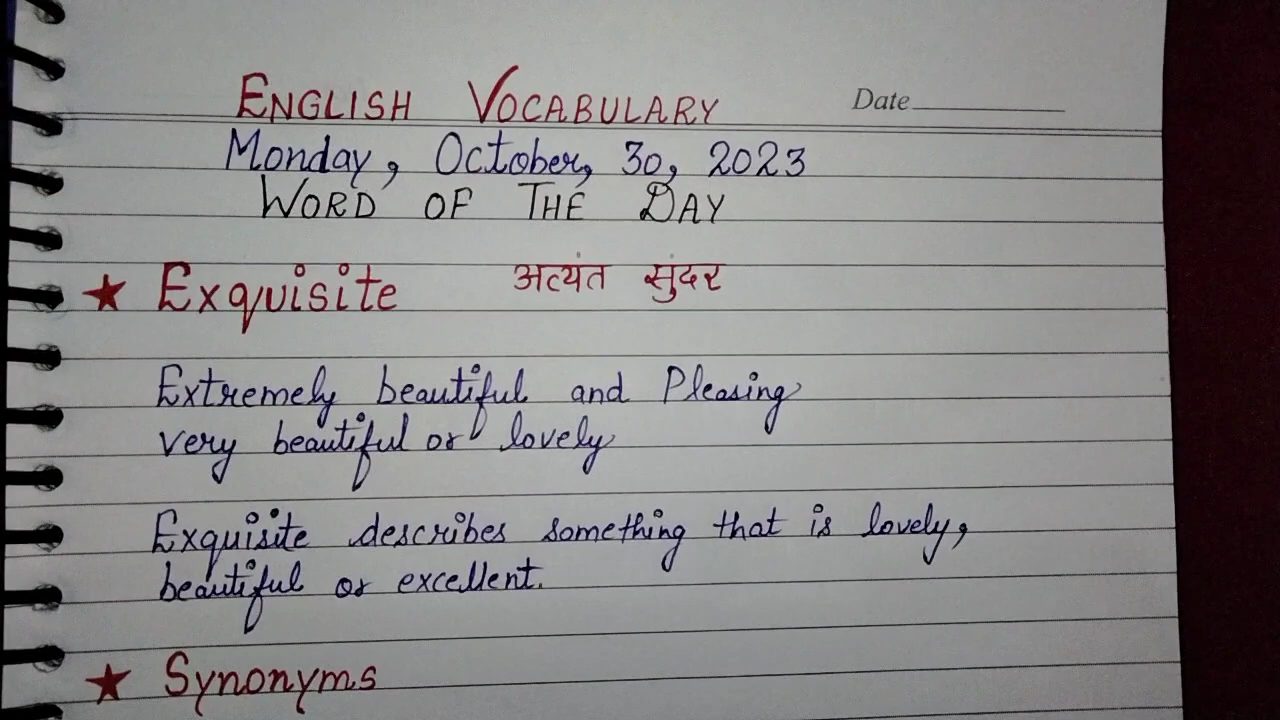 ENGLISH VOCABULARY
Date
Monday, October, 30, 2023
WORD OF THE DAY
★ Exquisite अत्यंत सुंदर
Extremely beautiful and Pleasing
very beautiful or lovely
Exquisite describes something that is lovely,
beautiful or excellent.
★ Synonyms